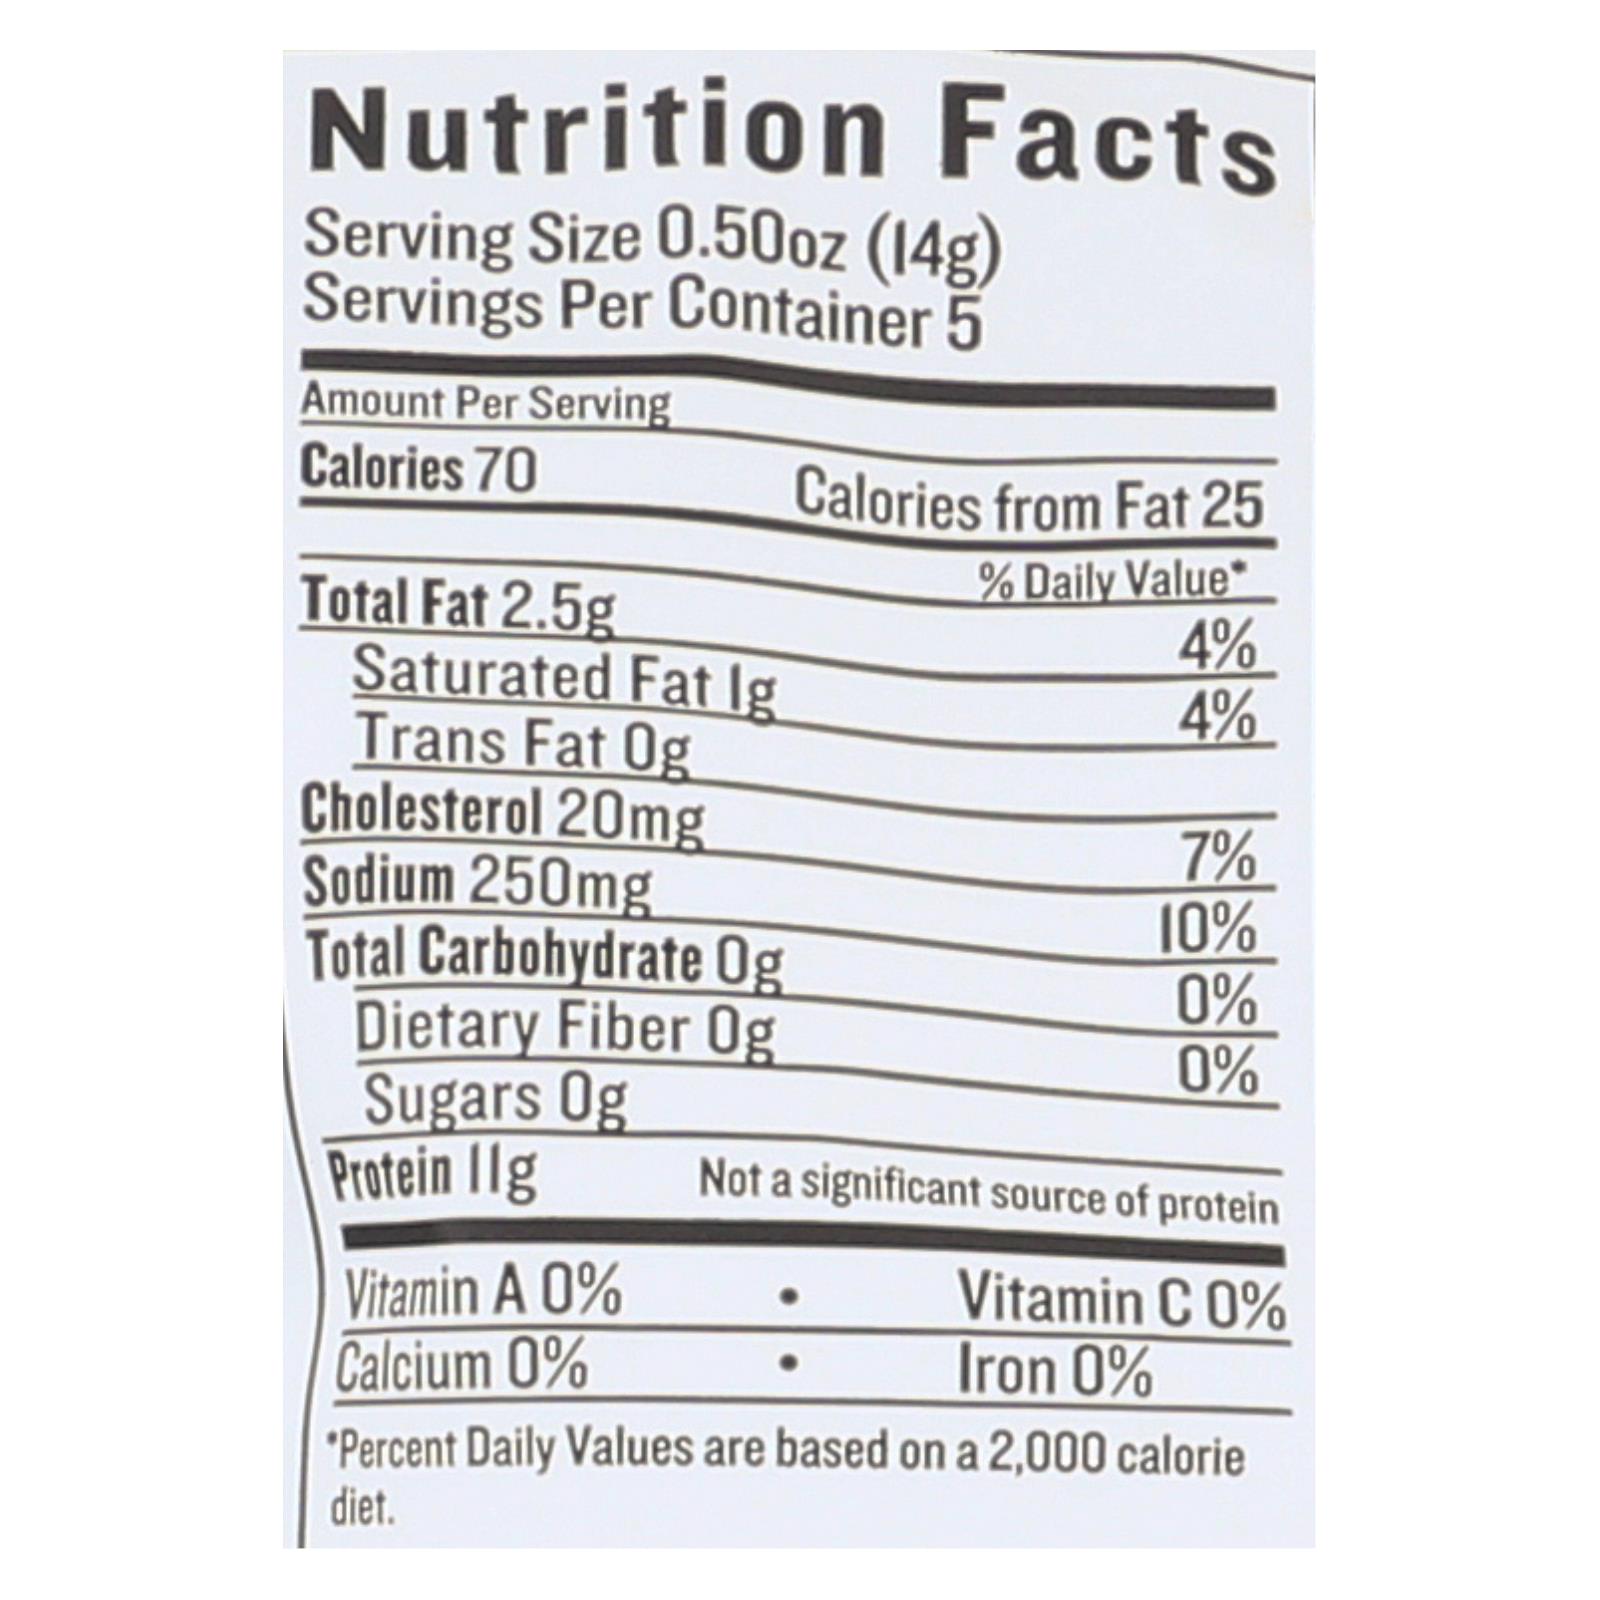 Nutrition Facts
Serving Size 0.50oz (14g)
Servings Per Container 5
Amount Per Serving
Calories 70 Calories from Fat 25
% Daily Value*
Total Fat 2.5g 4%
Saturated Fat 1g 4%
Trans Fat 0g
Cholesterol 20mg 7%
Sodium 250mg 10%
Total Carbohydrate 0g 0%
Dietary Fiber 0g 0%
Sugars 0g
Protein 11g Not a significant source of protein
Vitamin A 0% • Vitamin C 0%
Calcium 0% • Iron 0%
*Percent Daily Values are based on a 2,000 calorie
diet.